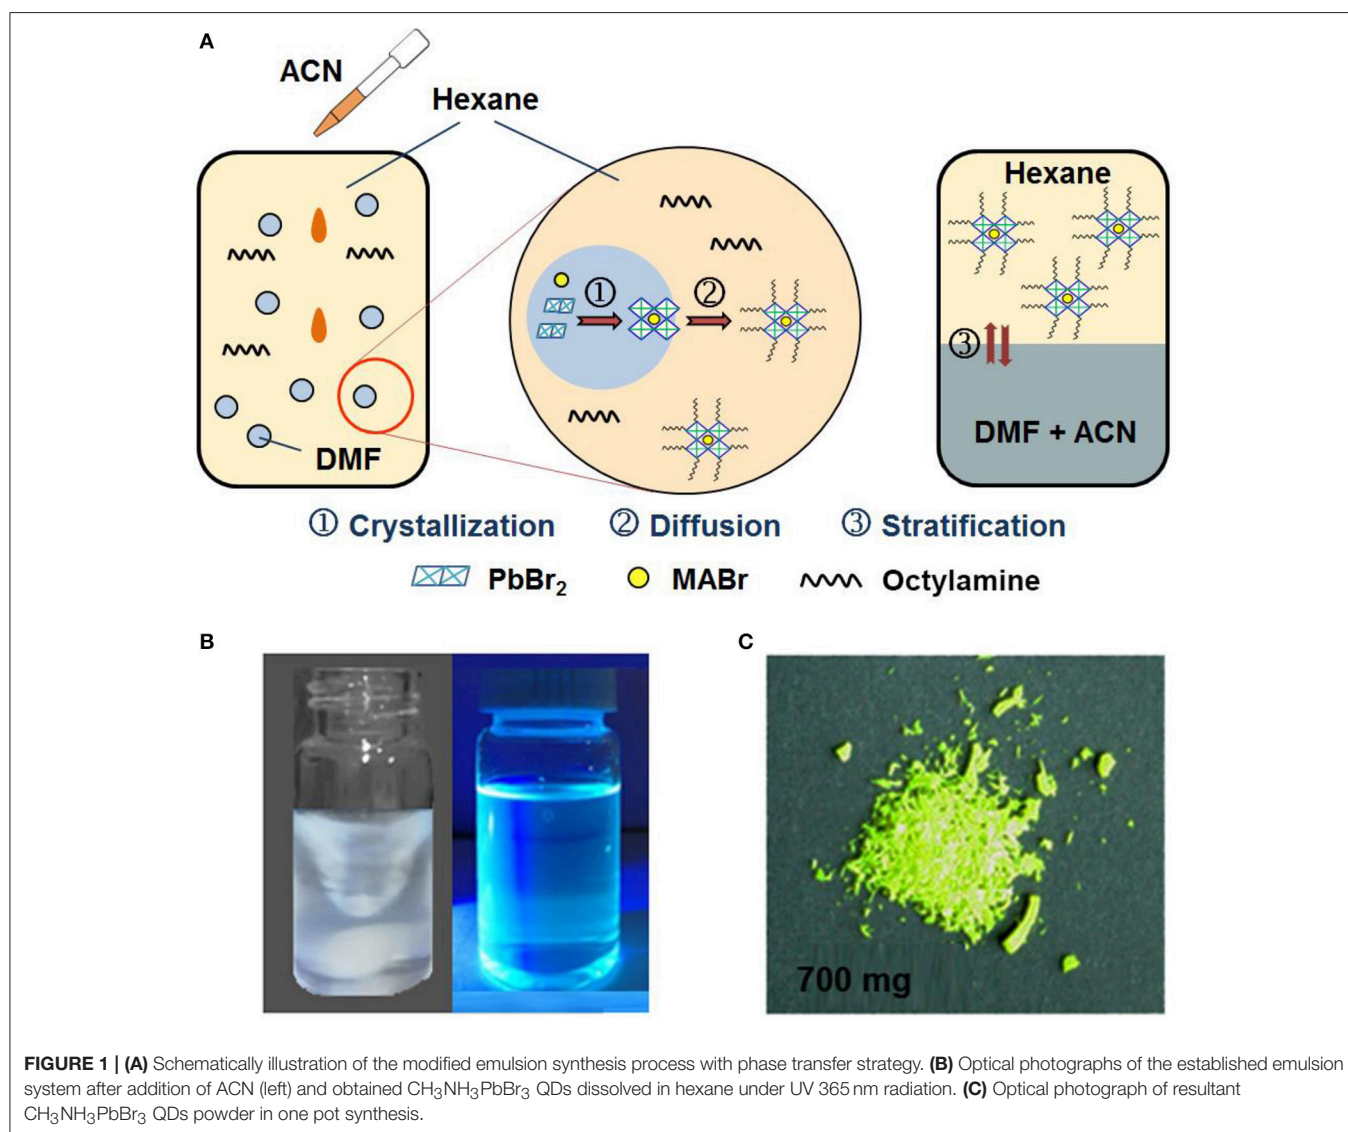 A
ACN
Hexane
Hexane
① ②
③
DMF
DMF + ACN
① Crystallization ② Diffusion ③ Stratification
PbBr₂ MABr Octylamine
B
C
700 mg
FIGURE 1 | (A) Schematically illustration of the modified emulsion synthesis process with phase transfer strategy. (B) Optical photographs of the established emulsion
system after addition of ACN (left) and obtained CH₃NH₃PbBr₃ QDs dissolved in hexane under UV 365 nm radiation. (C) Optical photograph of resultant
CH₃NH₃PbBr₃ QDs powder in one pot synthesis.